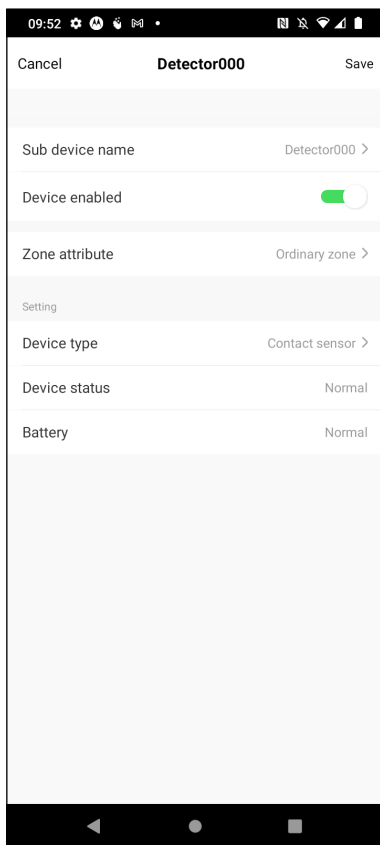 09:52
Cancel Detector000 Save
Sub device name Detector000
Device enabled
Zone attribute Ordinary zone
Setting
Device type Contact sensor
Device status Normal
Battery Normal